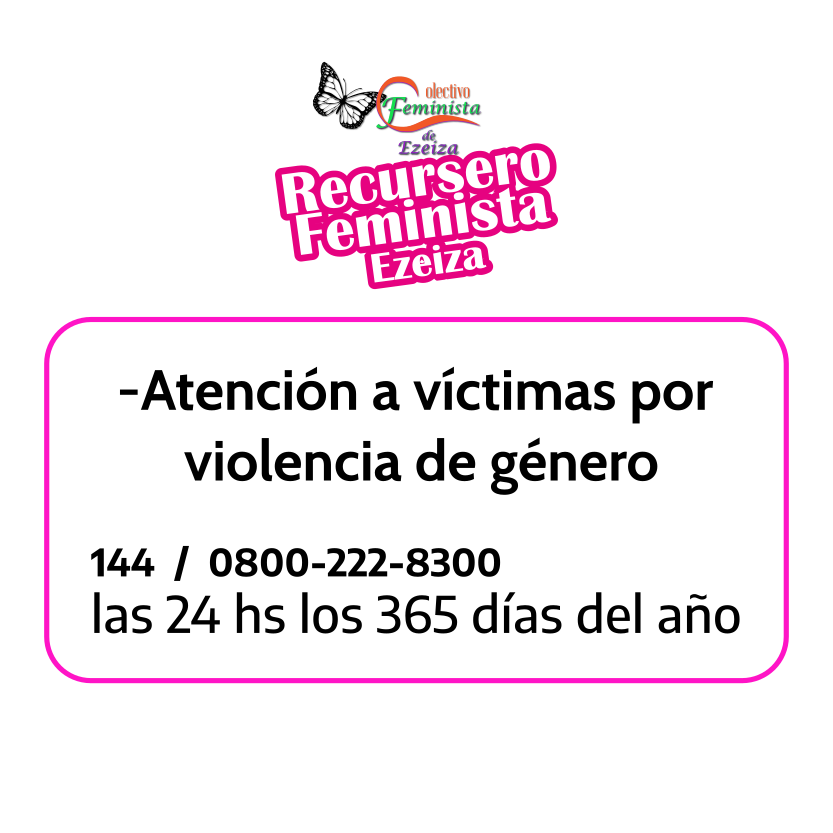 Colectivo
Feminista
de
Ezeiza
Recursero
Feminista
Ezeiza
-Atención a víctimas por
violencia de género
144 / 0800-222-8300
las 24 hs los 365 días del año